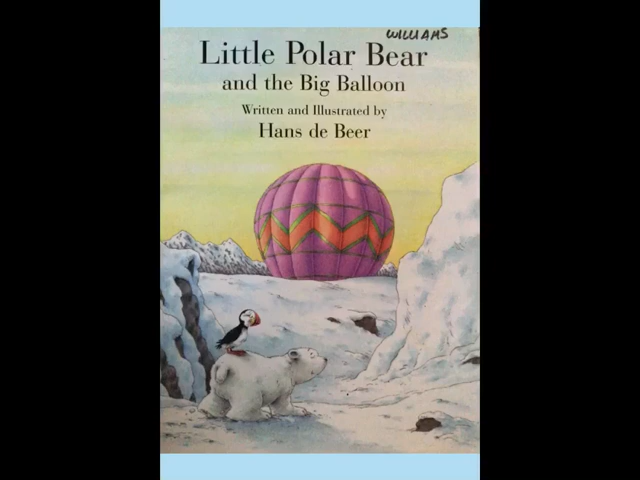 WILLIAMS
Little Polar Bear
and the Big Balloon
Written and Illustrated by
Hans de Beer